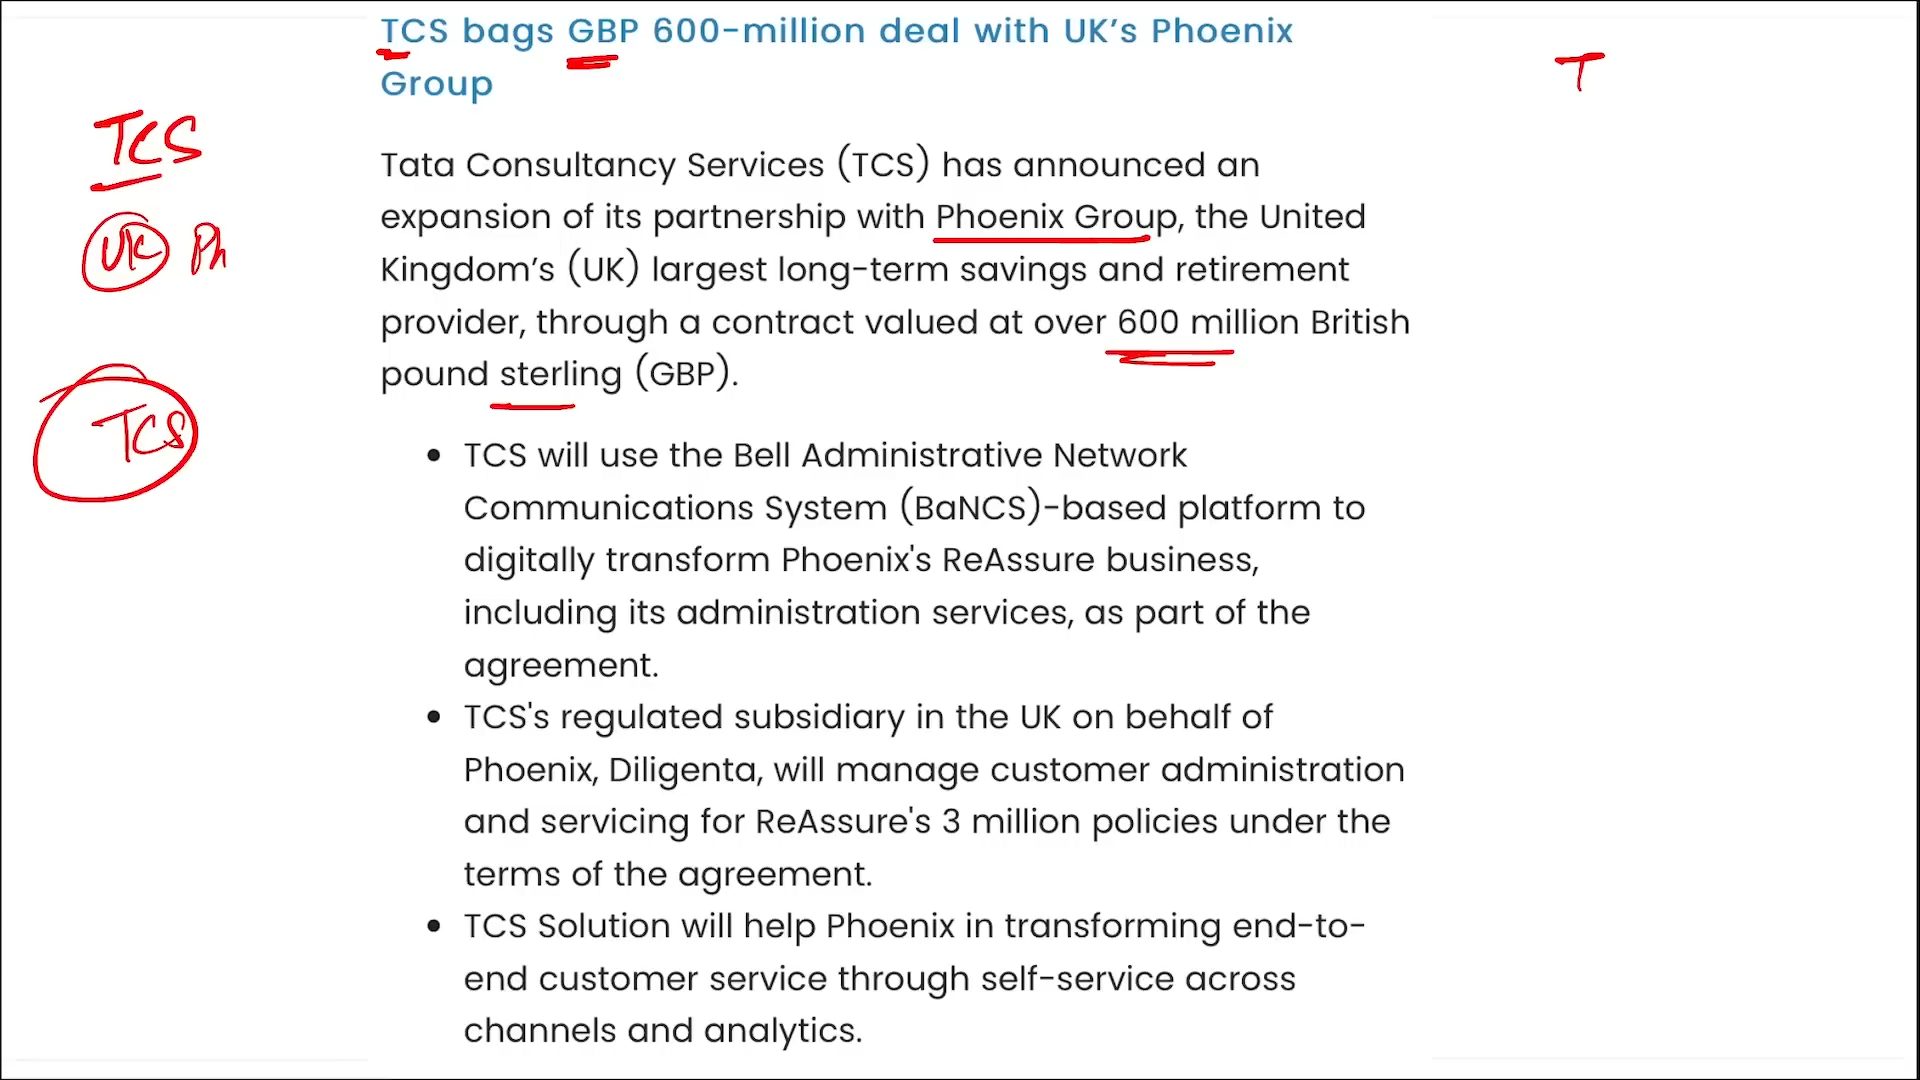 TCS bags GBP 600-million deal with UK’s Phoenix
Group
T
TCS
UK Ph
TCS
Tata Consultancy Services (TCS) has announced an
expansion of its partnership with Phoenix Group, the United
Kingdom’s (UK) largest long-term savings and retirement
provider, through a contract valued at over 600 million British
pound sterling (GBP).
• TCS will use the Bell Administrative Network
Communications System (BaNCS)-based platform to
digitally transform Phoenix's ReAssure business,
including its administration services, as part of the
agreement.
• TCS's regulated subsidiary in the UK on behalf of
Phoenix, Diligenta, will manage customer administration
and servicing for ReAssure's 3 million policies under the
terms of the agreement.
• TCS Solution will help Phoenix in transforming end-to-
end customer service through self-service across
channels and analytics.